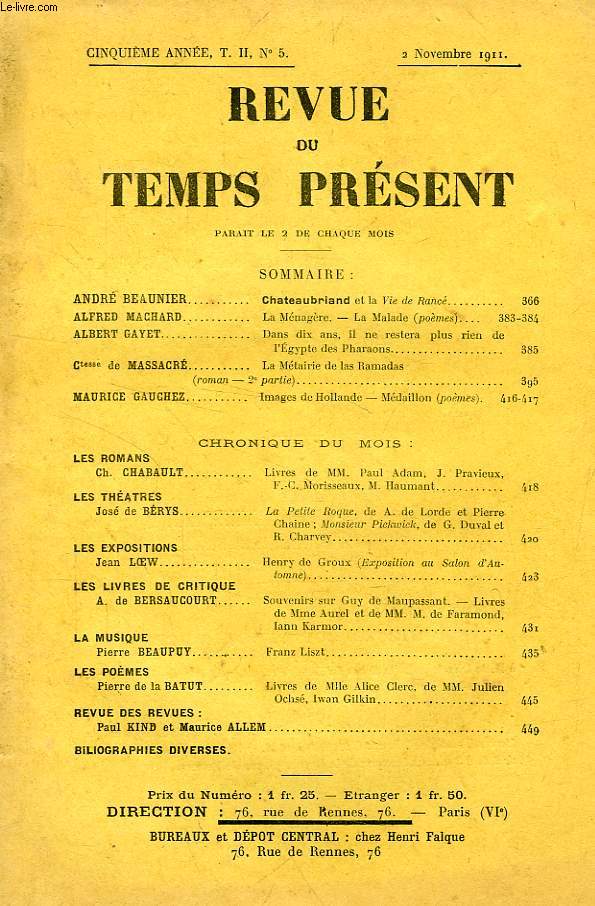 Le-livre.com
CINQUIÈME ANNÉE, T. II, N° 5. 2 Novembre 1911.
REVUE
DU
TEMPS PRÉSENT
PARAIT LE 2 DE CHAQUE MOIS
SOMMAIRE :
ANDRÉ BEAUNIER.......... Chateaubriand et la Vie de Rancé.......... 366
ALFRED MACHARD............ La Ménagère. — La Malade (poèmes).... 383-384
ALBERT GAYET............... Dans dix ans, il ne restera plus rien de
l'Égypte des Pharaons.................... 385
Ctesse de MASSACRÉ........... La Métairie de las Ramadas
(roman — 2e partie)..................................... 395
MAURICE GAUCHEZ........... Images de Hollande — Médaillon (poèmes). 416-417
CHRONIQUE DU MOIS :
LES ROMANS
Ch. CHABAULT............ Livres de MM. Paul Adam, J. Pravieux,
F.-C. Morisseaux, M. Haumant........... 418
LES THÉATRES
José de BÉRYS.............. La Petite Roque, de A. de Lorde et Pierre
Chaine ; Monsieur Pickwick, de G. Duval et
R. Charvey............................. 420
LES EXPOSITIONS
Jean LŒW................ Henry de Groux (Exposition au Salon d'Au-
tomne).................................. 423
LES LIVRES DE CRITIQUE
A. de BERSAUCOURT...... Souvenirs sur Guy de Maupassant. — Livres
de Mme Aurel et de MM. M. de Faramond,
Iann Karmor............................ 431
LA MUSIQUE
Pierre BEAUPUY........... Franz Liszt............................... 435
LES POÈMES
Pierre de la BATUT......... Livres de Mlle Alice Clerc, de MM. Julien
Ochsé, Iwan Gilkin...................... 445
REVUE DES REVUES :
Paul KIND et Maurice ALLEM.......................................... 449
BILIOGRAPHIES DIVERSES.
Prix du Numéro : 1 fr. 25. — Etranger : 1 fr. 50.
DIRECTION : 76, rue de Rennes, 76. — Paris (VIe)
BUREAUX et DÉPOT CENTRAL : chez Henri Falque
76, Rue de Rennes, 76